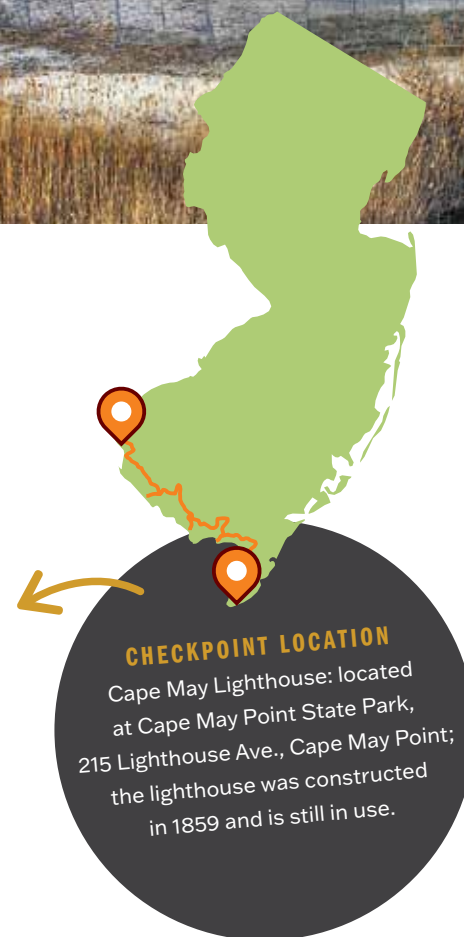 CHECKPOINT LOCATION
Cape May Lighthouse: located
at Cape May Point State Park,
215 Lighthouse Ave., Cape May Point;
the lighthouse was constructed
in 1859 and is still in use.